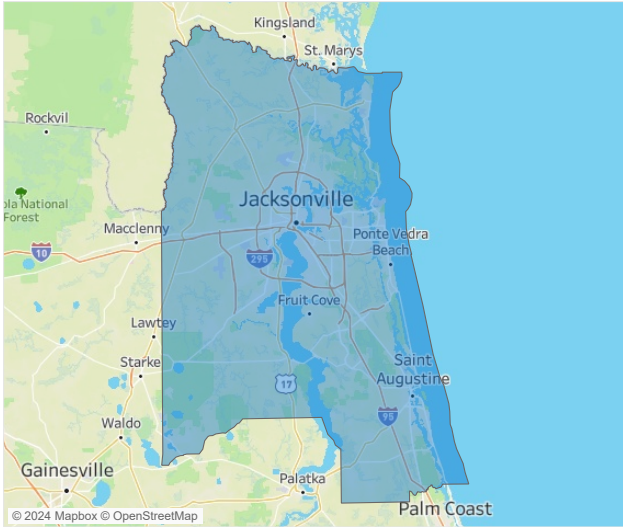 Kingsland
St. Marys
Rockvil
Jacksonville
ola National
Forest
Macclenny
Ponte Vedra
Beach
10
295
Fruit Cove
Lawtey
Starke
Saint
Augustine
17
95
Waldo
Gainesville
Palatka
Palm Coast
© 2024 Mapbox © OpenStreetMap